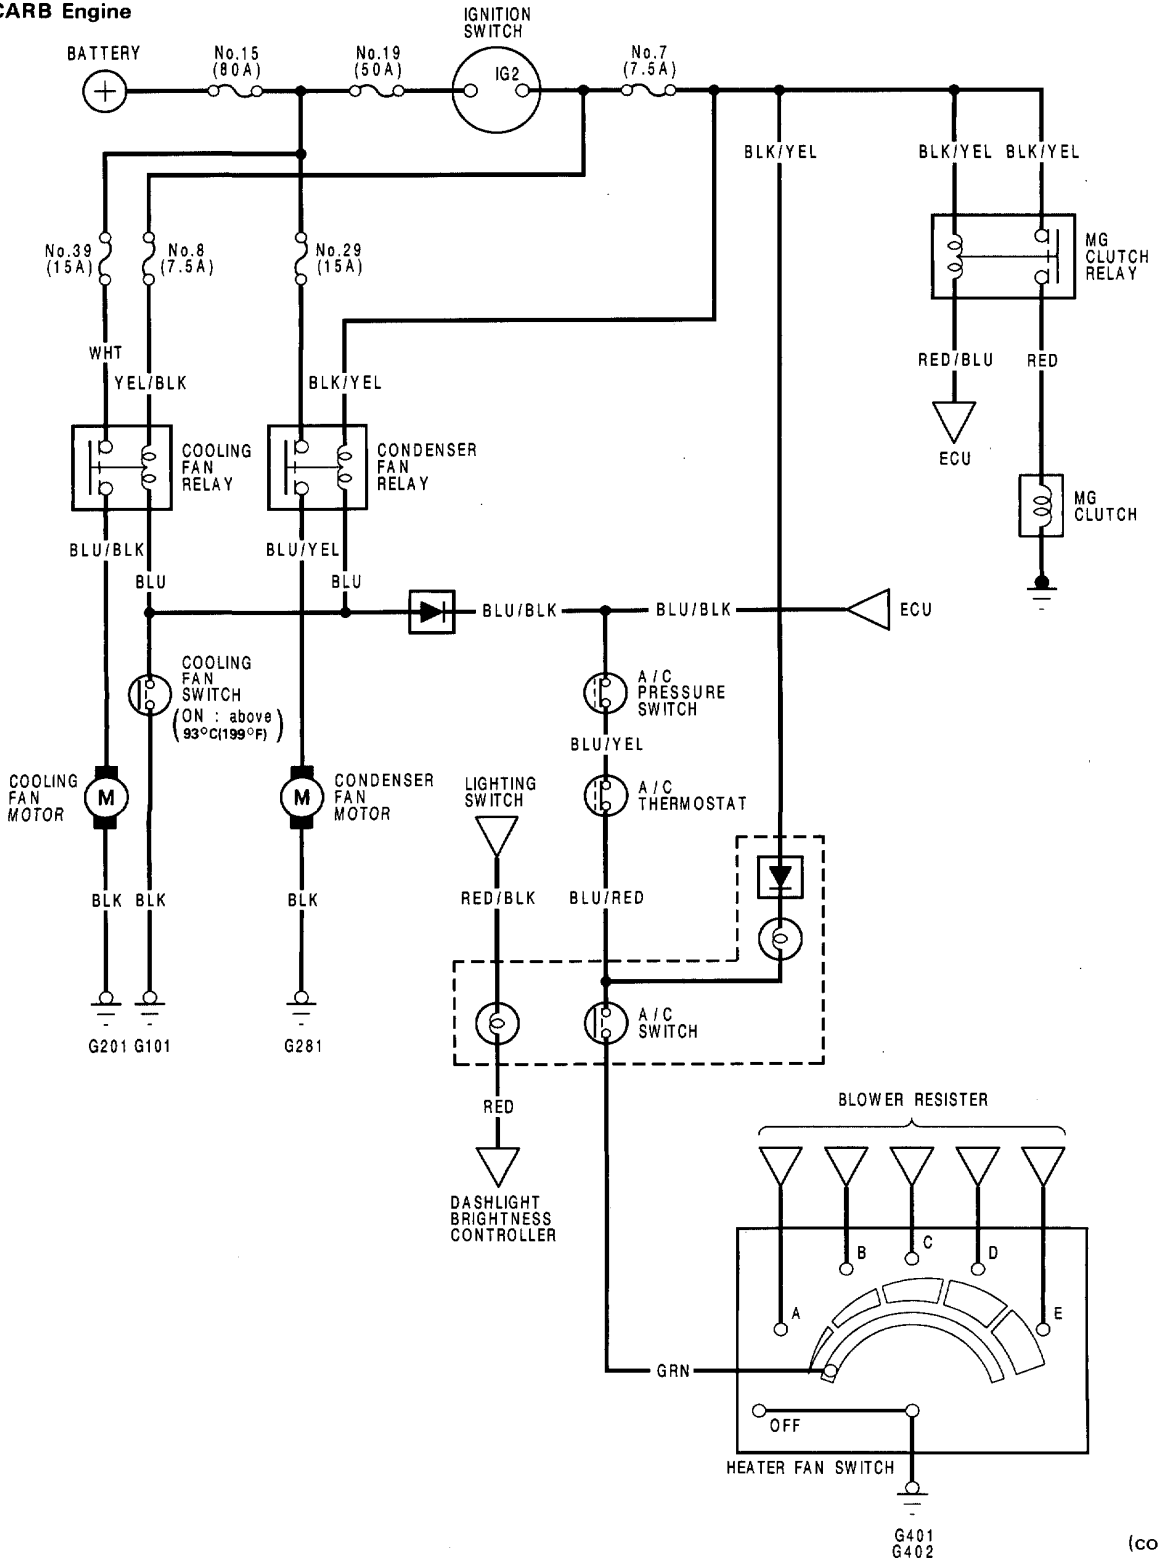 CARB Engine
IGNITION
SWITCH
BATTERY
No.15
(80A)
No.19
(50A)
IG2
No.7
(7.5A)
BLK/YEL
BLK/YEL
BLK/YEL
No.39
(15A)
No.8
(7.5A)
No.29
(15A)
MG
CLUTCH
RELAY
WHT
YEL/BLK
BLK/YEL
RED/BLU
RED
COOLING
FAN
RELAY
CONDENSER
FAN
RELAY
ECU
MG
CLUTCH
BLU/BLK
BLU/YEL
BLU
BLU
BLU/BLK
BLU/BLK
ECU
COOLING
FAN
SWITCH
(ON : above
93°C(199°F))
A/C
PRESSURE
SWITCH
BLU/YEL
COOLING
FAN
MOTOR
M
M
CONDENSER
FAN
MOTOR
LIGHTING
SWITCH
A/C
THERMOSTAT
BLK
BLK
BLK
RED/BLK
BLU/RED
A/C
SWITCH
G201
G101
G281
RED
BLOWER RESISTER
DASHLIGHT
BRIGHTNESS
CONTROLLER
A
B
C
D
E
GRN
OFF
HEATER FAN SWITCH
G401
G402
(co